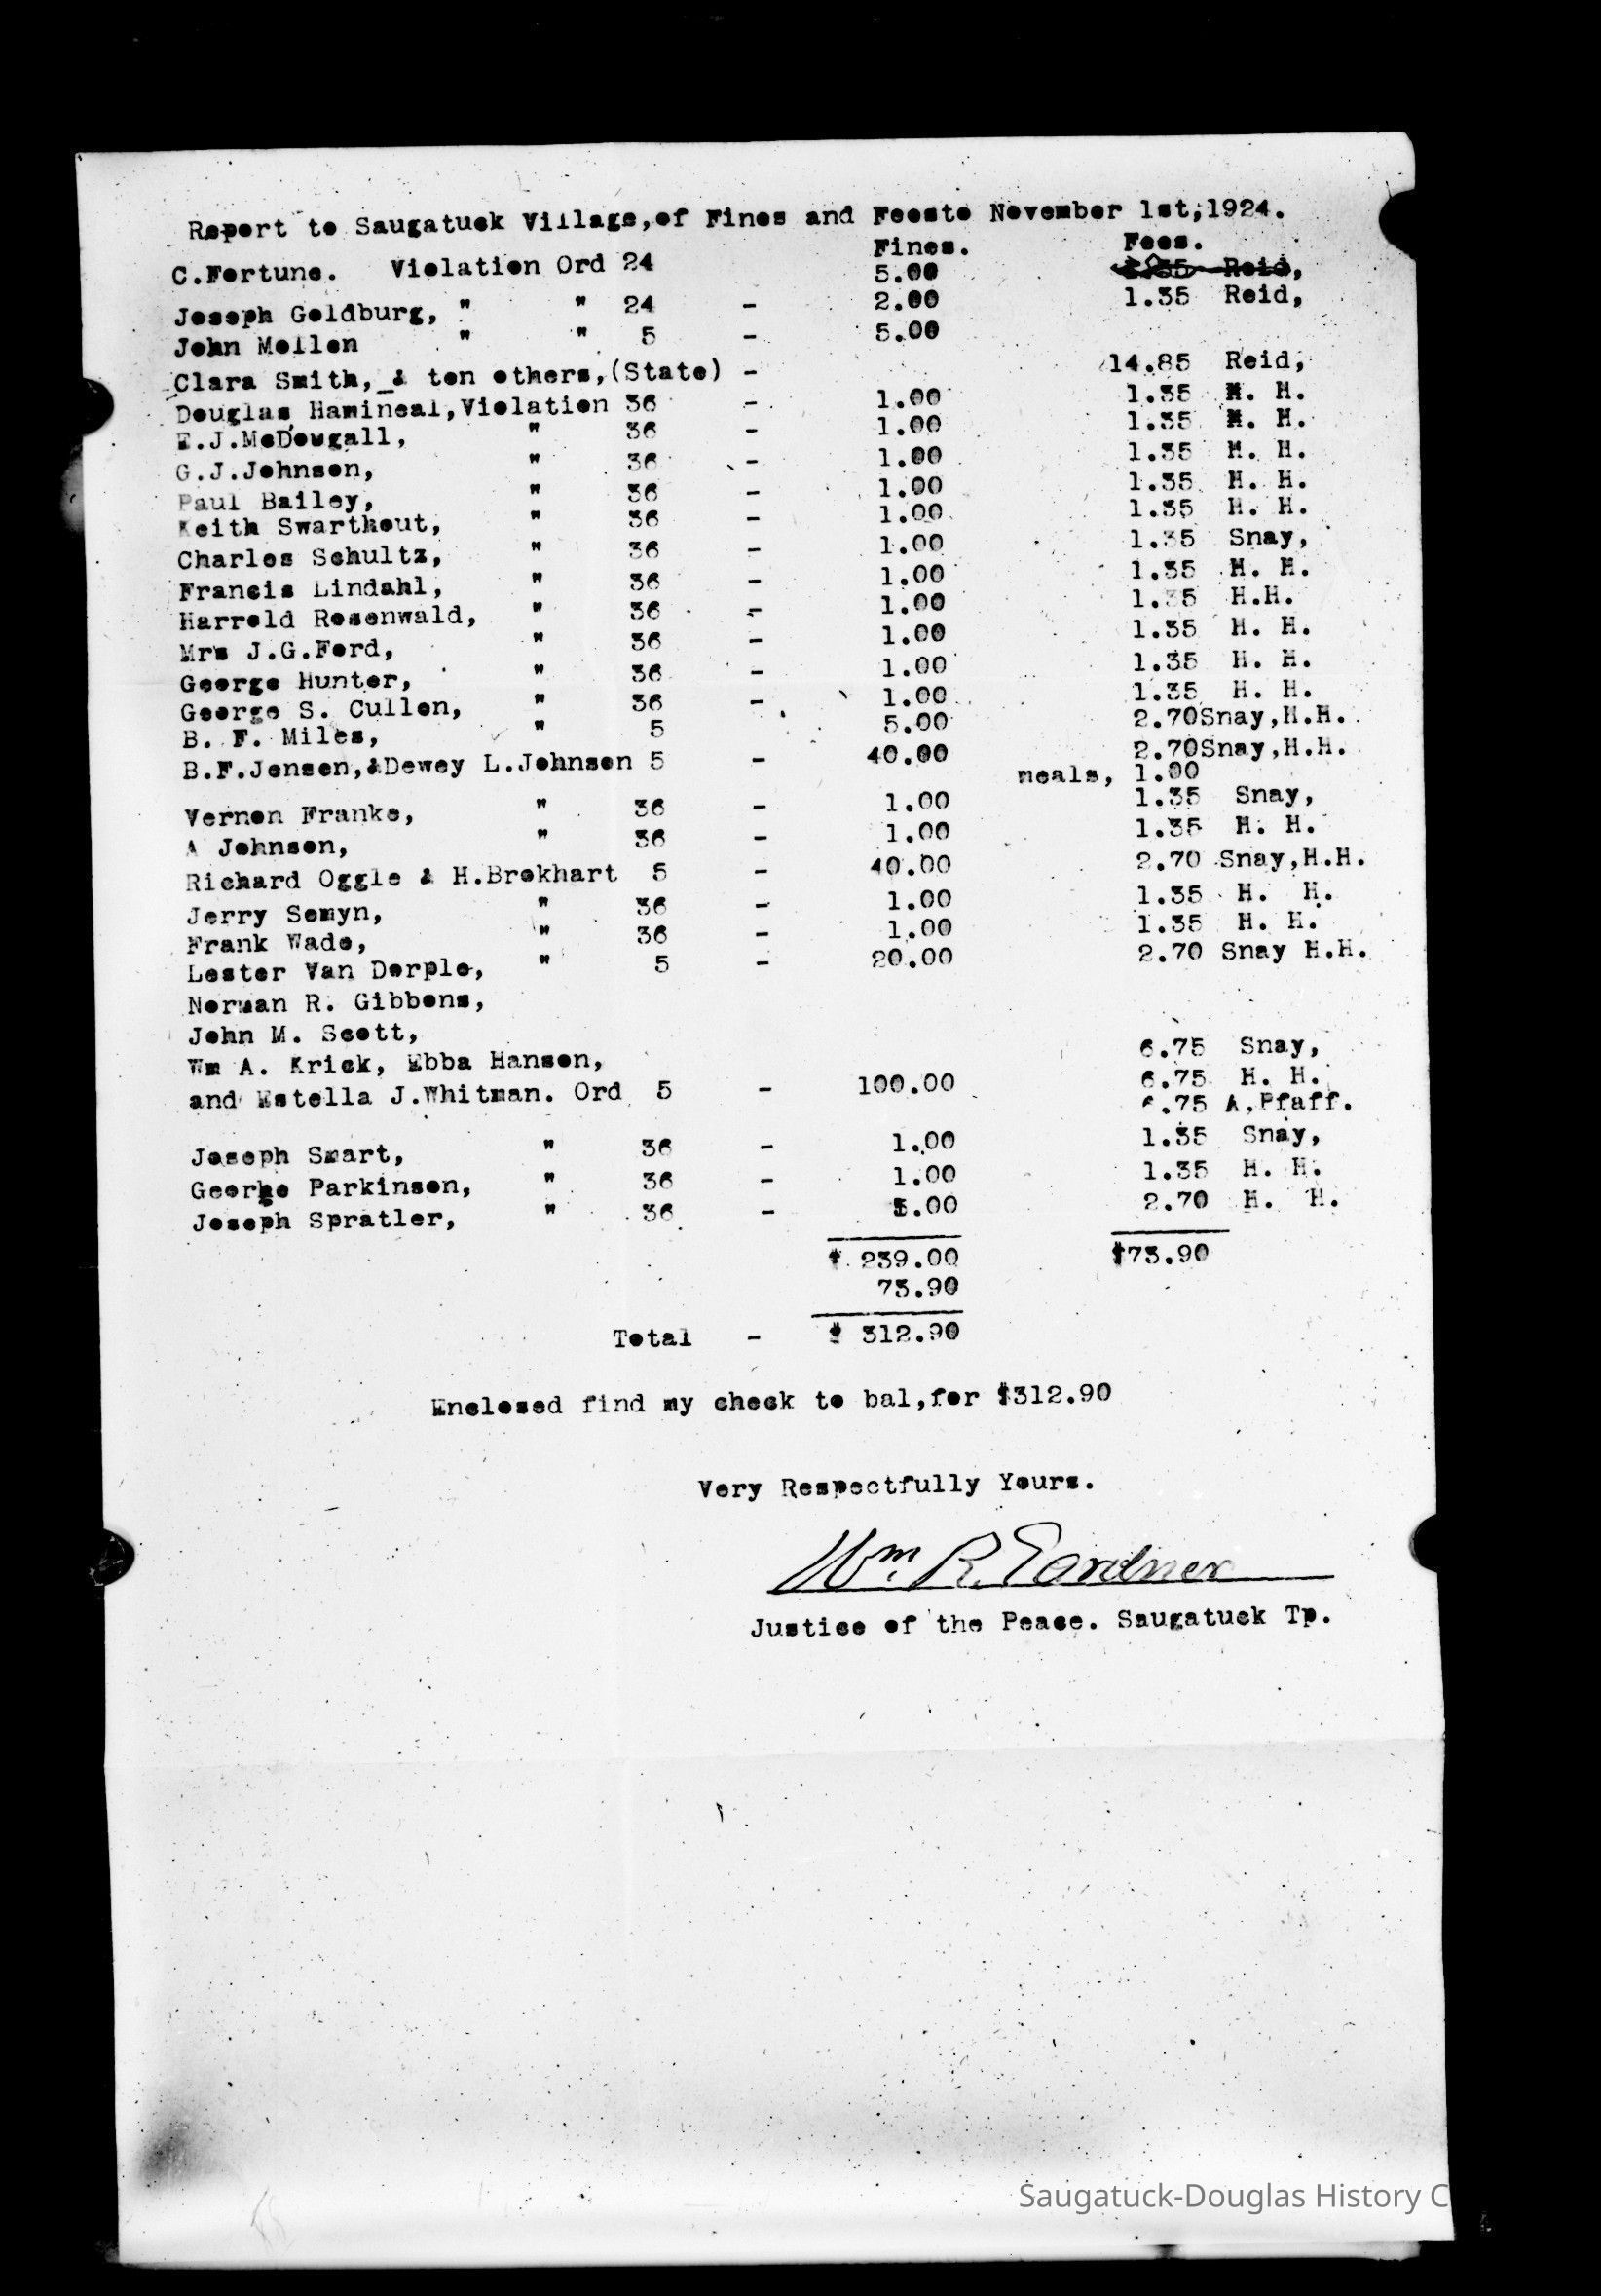 Report to Saugatuck Village,of Fines and Feesto November 1st,1924.
Fines. Fees.
C.Fortune. Violation Ord 24 5.00 1.35 Reid,
Joseph Goldburg, " " 24 - 2.00 1.35 Reid,
John Mollen " " 5 - 5.00
Clara Smith, & ten others,(State) - 14.85 Reid,
Douglas Hamineal,Violation 36 - 1.00 1.35 H. H.
E.J.McDougall, " 36 - 1.00 1.35 H. H.
G.J.Johnson, " 36 - 1.00 1.35 H. H.
Paul Bailey, " 36 - 1.00 1.35 H. H.
Keith Swarthout, " 36 - 1.00 1.35 H. H.
Charles Schultz, " 36 - 1.00 1.35 Snay,
Francis Lindahl, " 36 - 1.00 1.35 H. H.
Harrold Rosenwald, " 36 - 1.00 1.35 H.H.
Mrs J.G.Ford, " 36 - 1.00 1.35 H. H.
George Hunter, " 36 - 1.00 1.35 H. H.
George S. Cullen, " 36 - 1.00 1.35 H. H.
B. F. Miles, " 5 5.00 2.70Snay,H.H.
B.F.Jensen,&Dewey L.Johnson 5 - 40.00 2.70Snay,H.H.
meals, 1.00
Vernon Franke, " 36 - 1.00 1.35 Snay,
A Johnson, " 36 - 1.00 1.35 H. H.
Richard Oggle & H.Brokhart 5 - 40.00 2.70 Snay,H.H.
Jerry Semyn, " 36 - 1.00 1.35 H. H.
Frank Wade, " 36 - 1.00 1.35 H. H.
Lester Van Dorple, " 5 - 20.00 2.70 Snay H.H.
Norman R. Gibbons,
John M. Scott,
Wm A. Krick, Ebba Hanson, 6.75 Snay,
and Estella J.Whitman. Ord 5 - 100.00 6.75 H. H.
6.75 A,Pfaff.
Joseph Smart, " 36 - 1.00 1.35 Snay,
Georhe Parkinson, " 36 - 1.00 1.35 H. H.
Joseph Spratler, " 36 - 1.00 2.70 H. H.
$ 239.00 $73.90
73.90
Total - $ 312.90
Enclosed find my check to bal,for $312.90
Very Respectfully Yours.
Wm. R. Gardner
Justice of the Peace. Saugatuck Tp.
Saugatuck-Douglas History C